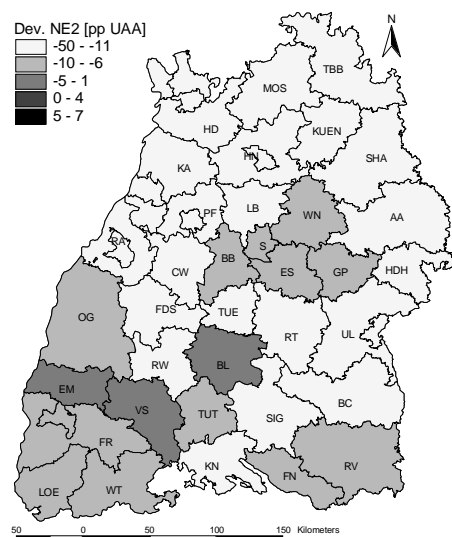 Dev. NE2 [pp UAA]
-50 - -11
-10 - -6
-5 - -1
0 - 4
5 - 7
N
TBB
MOS
HD
KUEN
HN
SHA
KA
LB
PF
WN
AA
RA
S
BB
ES
GP
HDH
CW
OG
FDS
TUE
RT
UL
RW
BL
EM
VS
TUT
SIG
BC
FR
KN
FN
RV
LOE
WT
50 0 50 100 150 Kilometers